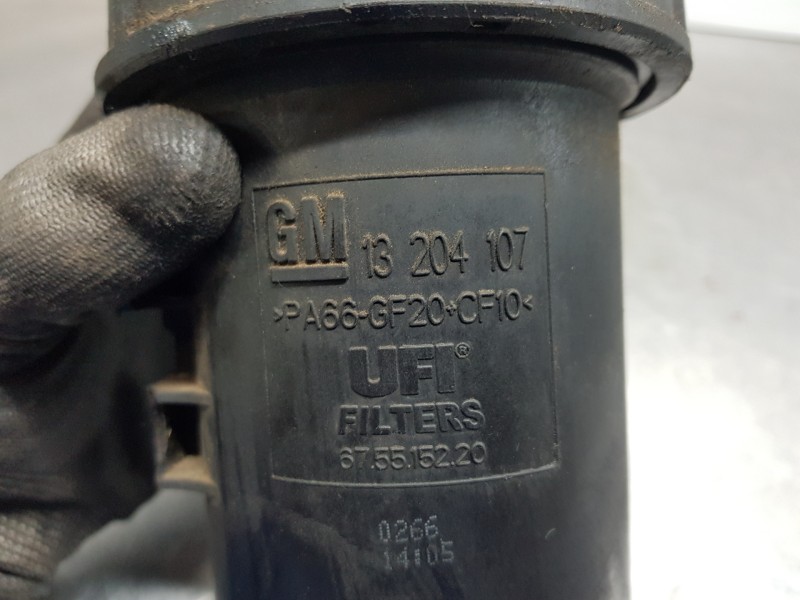 GM 13 204 107
>PA66-GF20+CF10<
UFI®
FILTERS
67.55.152.20
0266
14:05